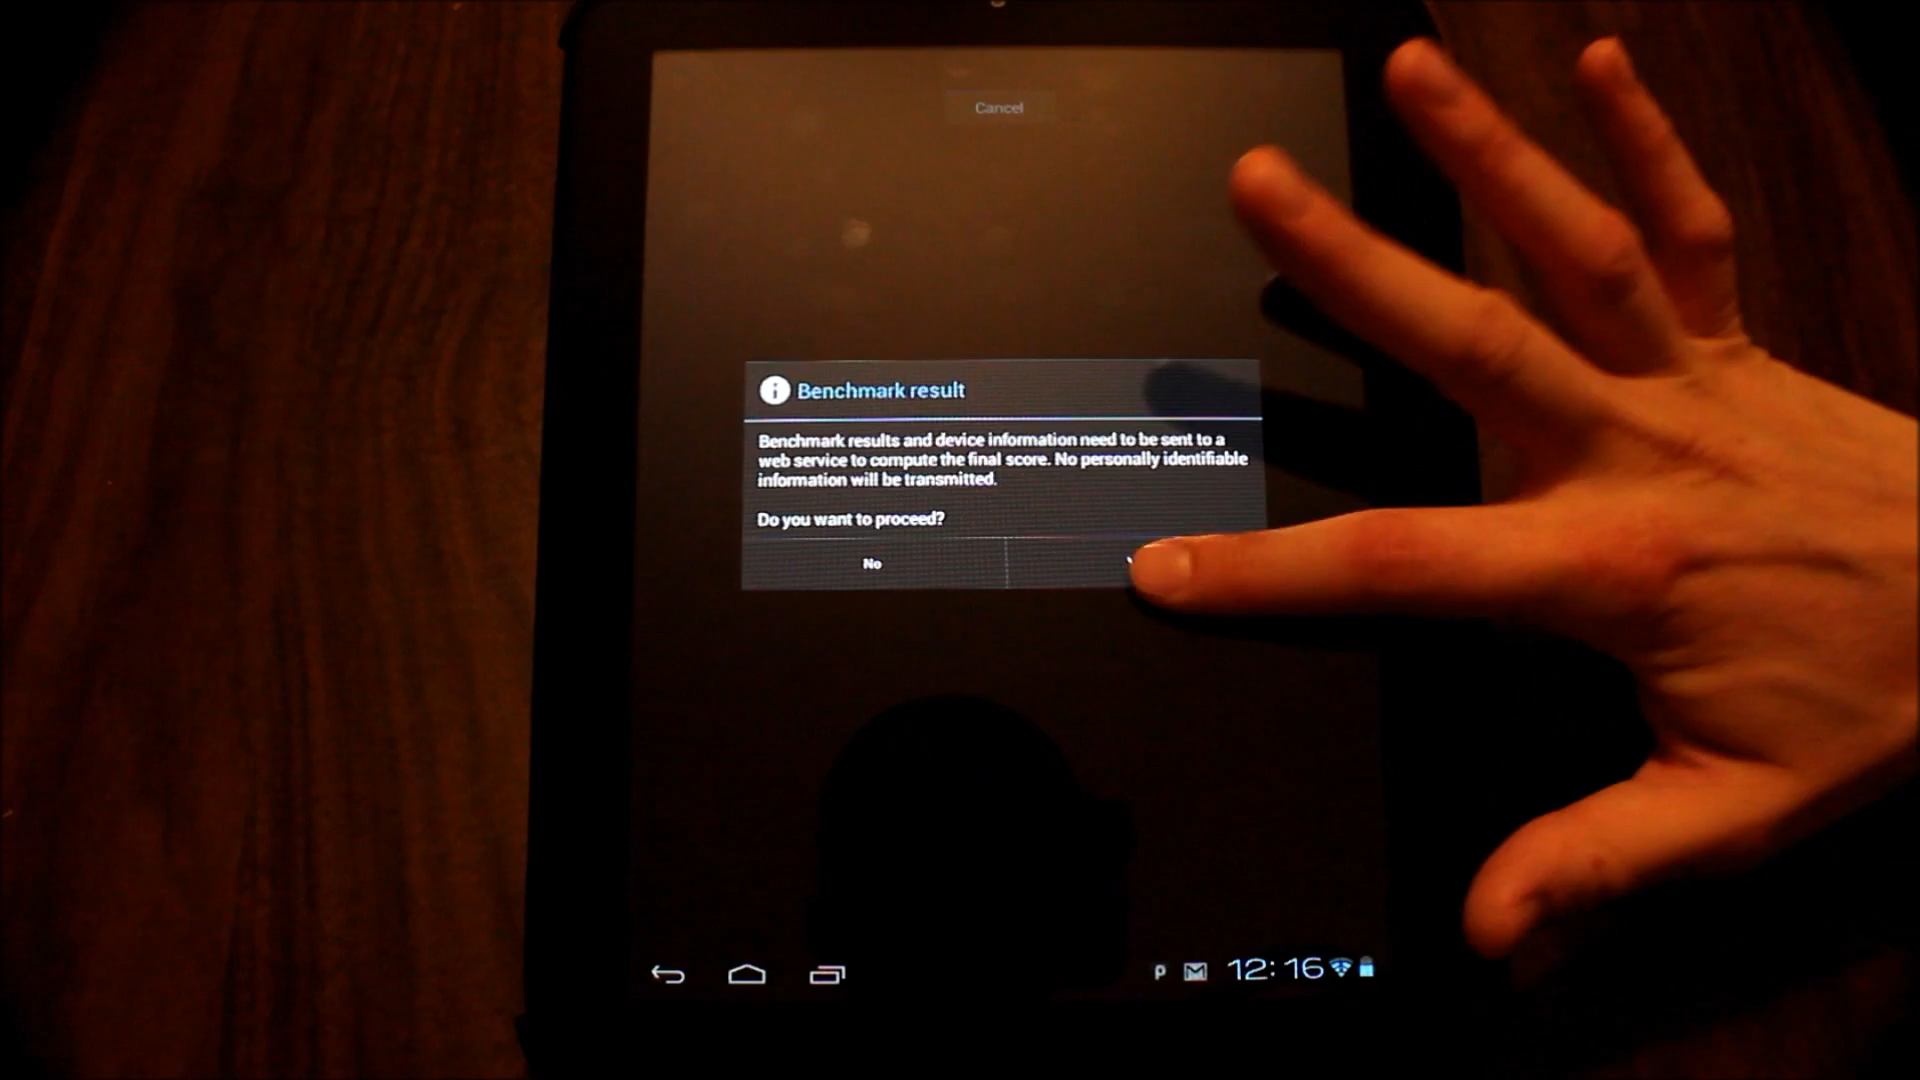 Cancel
Benchmark result
Benchmark results and device information need to be sent to a
web service to compute the final score. No personally identifiable
information will be transmitted.
Do you want to proceed?
No
12:16